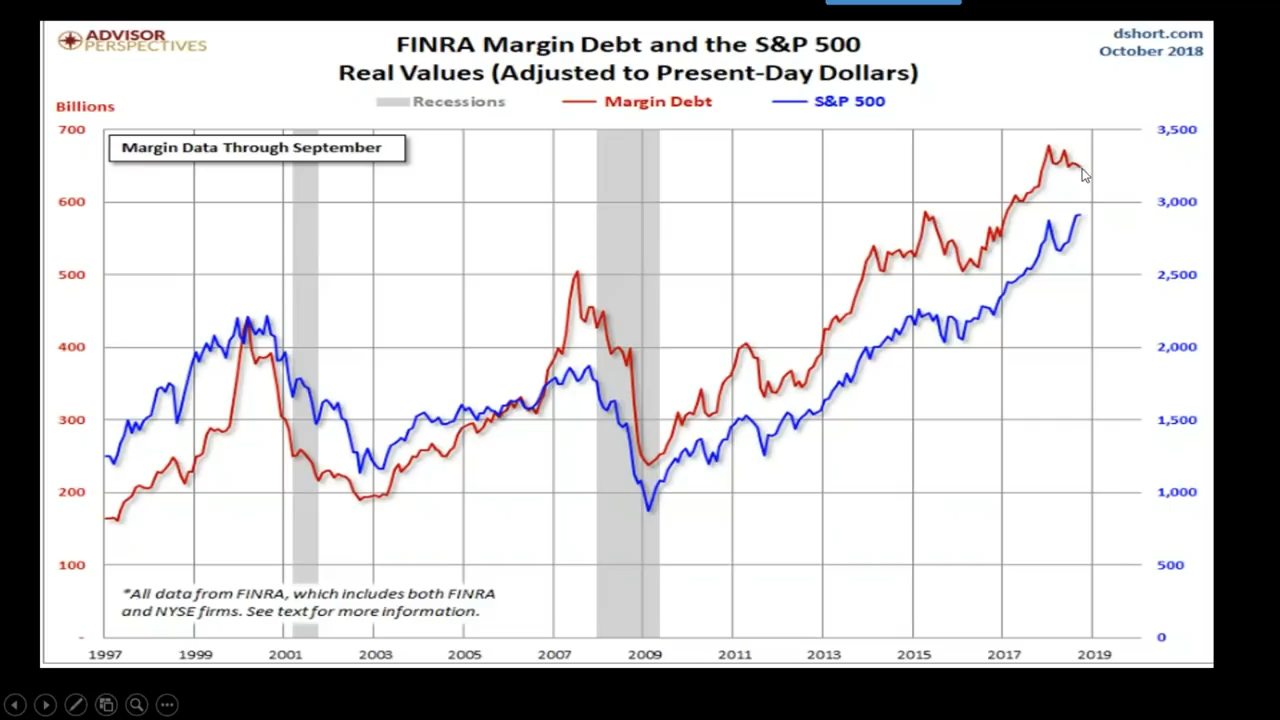 ADVISOR
PERSPECTIVES
FINRA Margin Debt and the S&P 500
Real Values (Adjusted to Present-Day Dollars)
dshort.com
October 2018
Billions
Recessions
Margin Debt
S&P 500
Margin Data Through September
700
600
500
400
300
200
100
-
3,500
3,000
2,500
2,000
1,500
1,000
500
0
*All data from FINRA, which includes both FINRA
and NYSE firms. See text for more information.
1997 1999 2001 2003 2005 2007 2009 2011 2013 2015 2017 2019